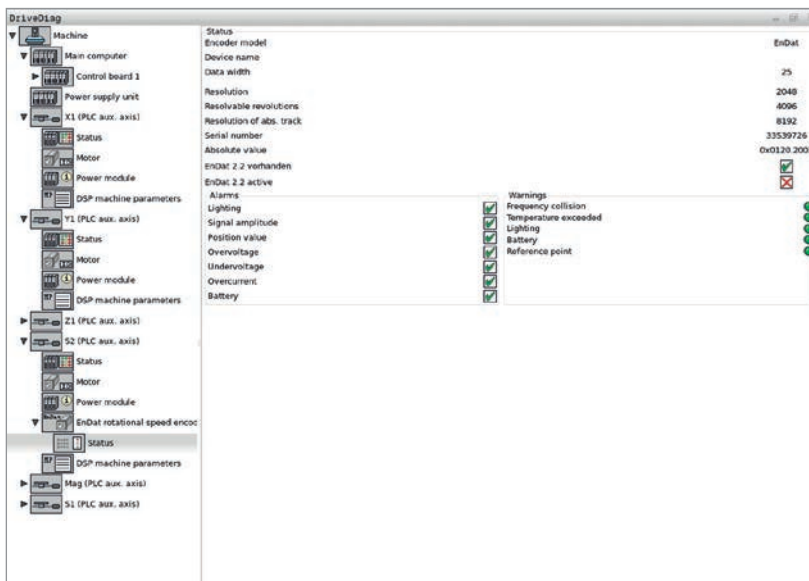 DriveDiag
Machine
Main computer
Control board 1
Power supply unit
X1 (PLC aux. axis)
Status
Motor
Power module
DSP machine parameters
Y1 (PLC aux. axis)
Status
Motor
Power module
DSP machine parameters
Z1 (PLC aux. axis)
S2 (PLC aux. axis)
Status
Motor
Power module
EnDat rotational speed encoc
Status
DSP machine parameters
Mag (PLC aux. axis)
S1 (PLC aux. axis)
Status
Encoder model EnDat
Device name
Data width 25
Resolution 2048
Resolvable revolutions 4096
Resolution of abs. track 8192
Serial number 33539726
Absolute value 0x0120.200
EnDat 2.2 vorhanden
EnDat 2.2 active
Alarms
Lighting
Signal amplitude
Position value
Overvoltage
Undervoltage
Overcurrent
Battery
Warnings
Frequency collision
Temperature exceeded
Lighting
Battery
Reference point